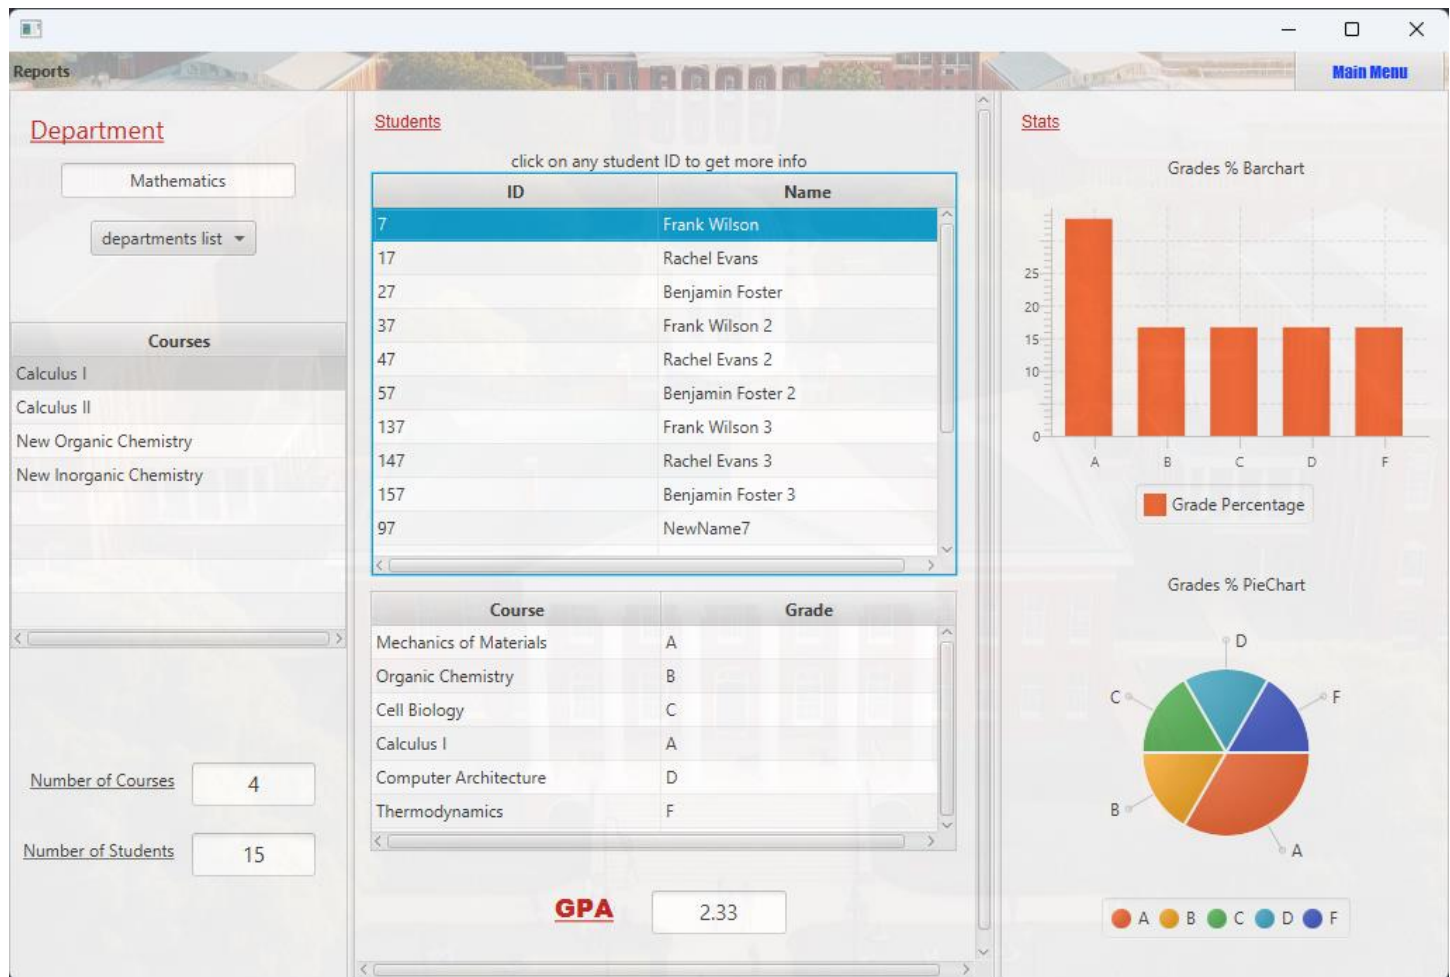 Reports
Main Menu
Department
Mathematics
departments list
Courses
Calculus I
Calculus II
New Organic Chemistry
New Inorganic Chemistry
Number of Courses 4
Number of Students 15
Students
click on any student ID to get more info
ID Name
7 Frank Wilson
17 Rachel Evans
27 Benjamin Foster
37 Frank Wilson 2
47 Rachel Evans 2
57 Benjamin Foster 2
137 Frank Wilson 3
147 Rachel Evans 3
157 Benjamin Foster 3
97 NewName7
Course Grade
Mechanics of Materials A
Organic Chemistry B
Cell Biology C
Calculus I A
Computer Architecture D
Thermodynamics F
GPA 2.33
Stats
Grades % Barchart
25
20
15
10
0
A B C D F
Grade Percentage
Grades % PieChart
D
C F
B
A
A B C D F